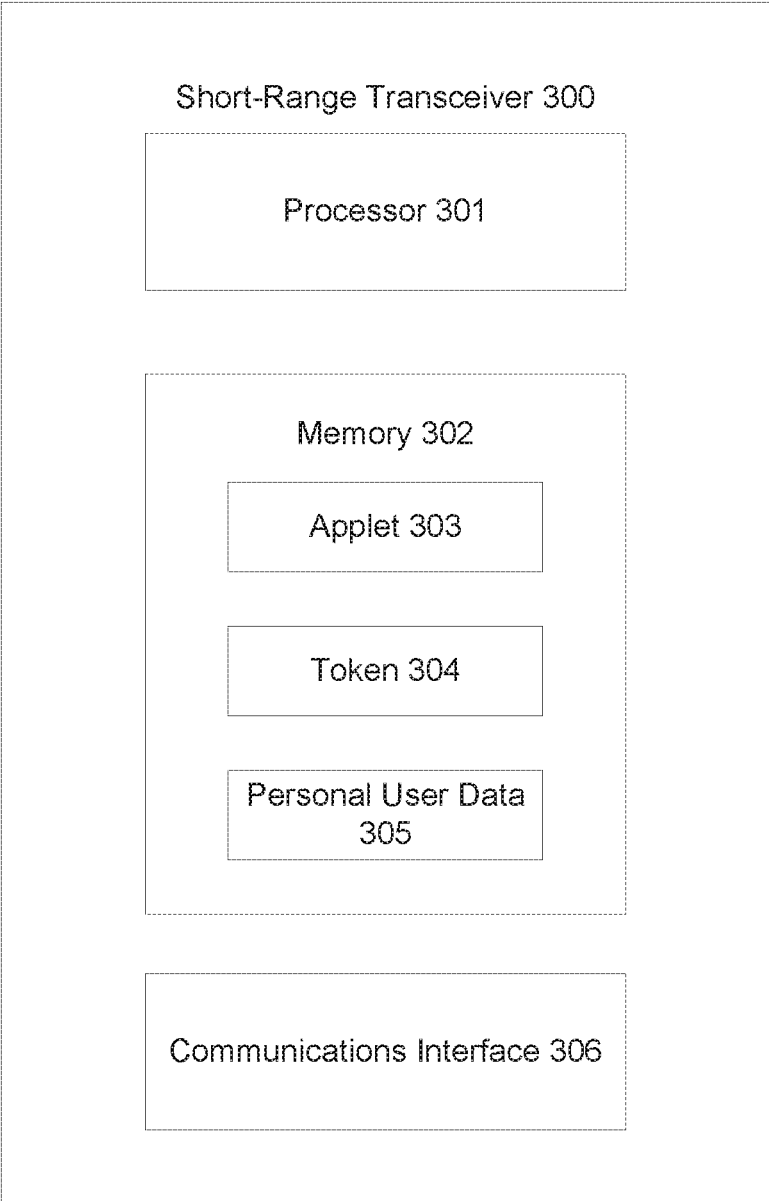 Short-Range Transceiver 300
Processor 301
Memory 302
Applet 303
Token 304
Personal User Data
305
Communications Interface 306